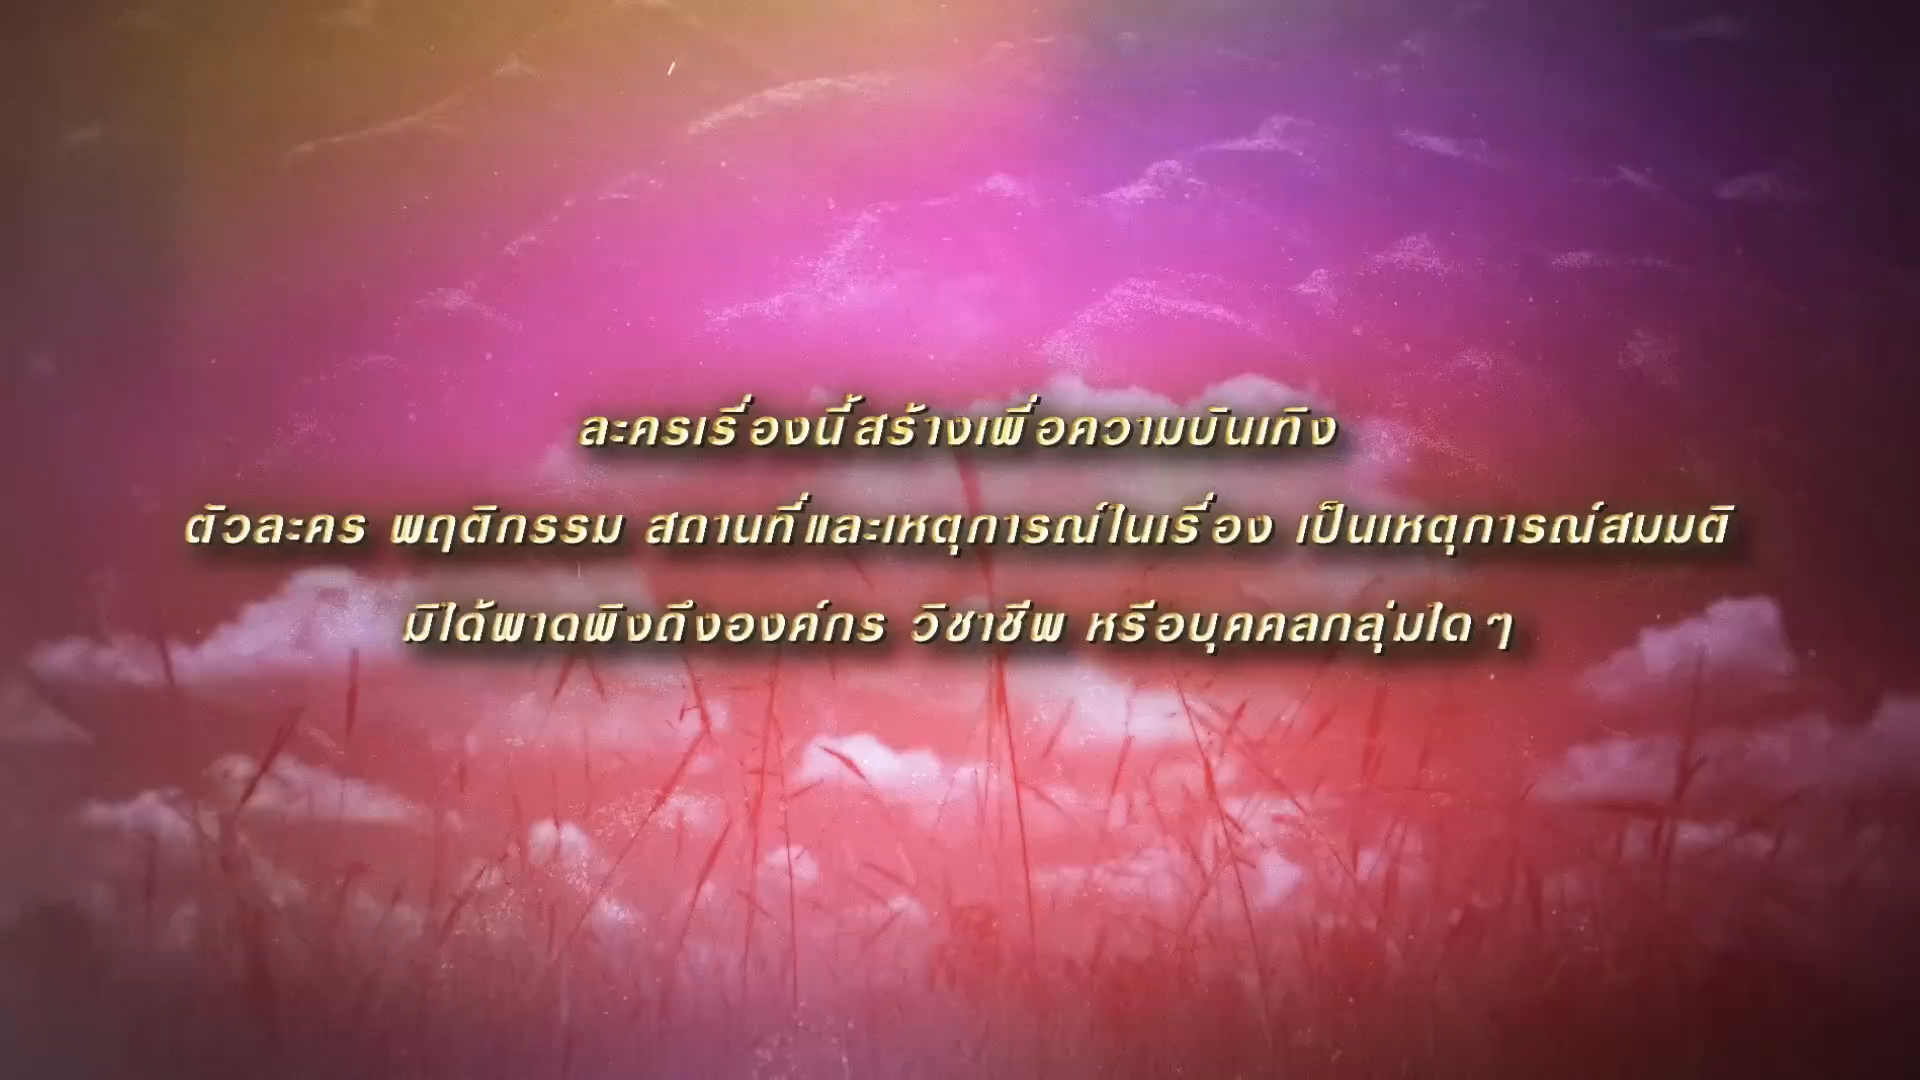 ละครเรื่องนี้สร้างเพื่อความบันเทิง
ตัวละคร พฤติกรรม สถานที่และเหตุการณ์ในเรื่อง เป็นเหตุการณ์สมมติ
มิได้พาดพิงถึงองค์กร วิชาชีพ หรือบุคคลกลุ่มใดๆ